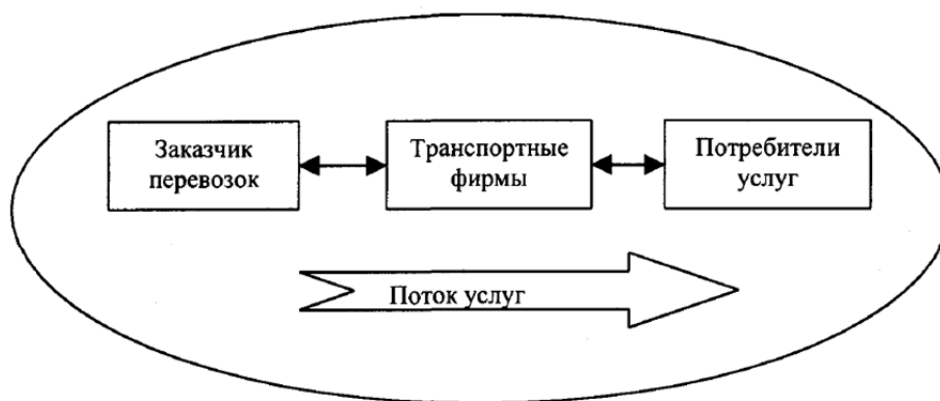 Заказчик
перевозок
Транспортные
фирмы
Потребители
услуг
Поток услуг